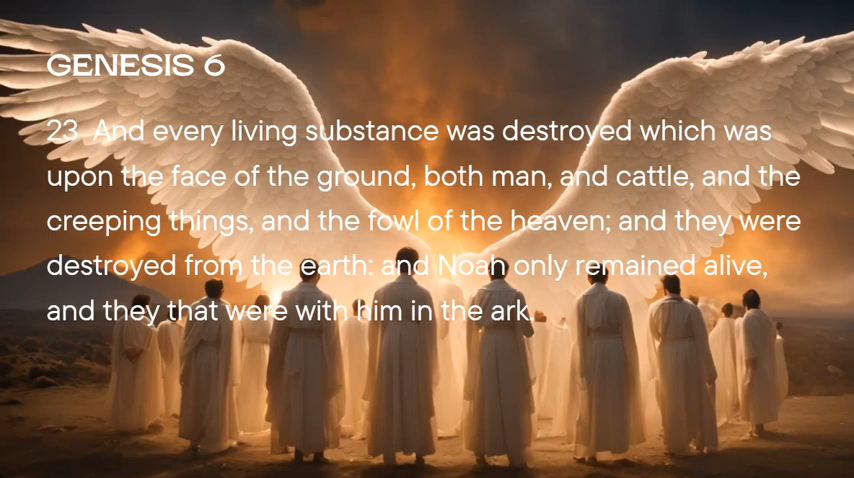 GENESIS 6
23 And every living substance was destroyed which was
upon the face of the ground, both man, and cattle, and the
creeping things, and the fowl of the heaven; and they were
destroyed from the earth: and Noah only remained alive,
and they that were with him in the ark.